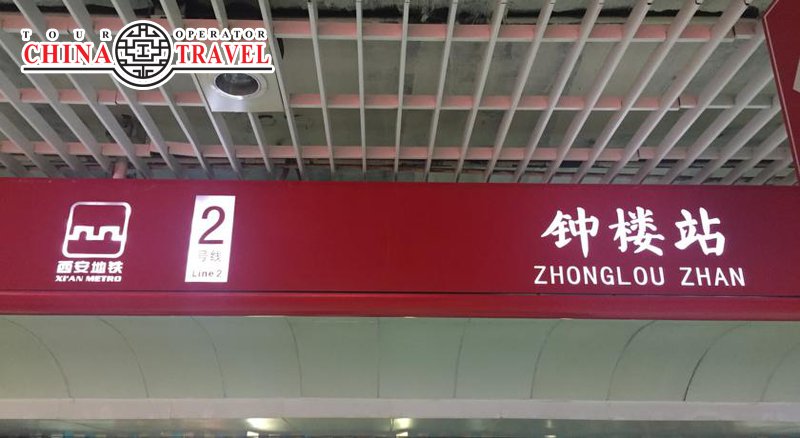 TOUR OPERATOR
CHINA TRAVEL
西安地铁
XI'AN METRO
2
号线
Line 2
钟楼站
ZHONGLOU ZHAN